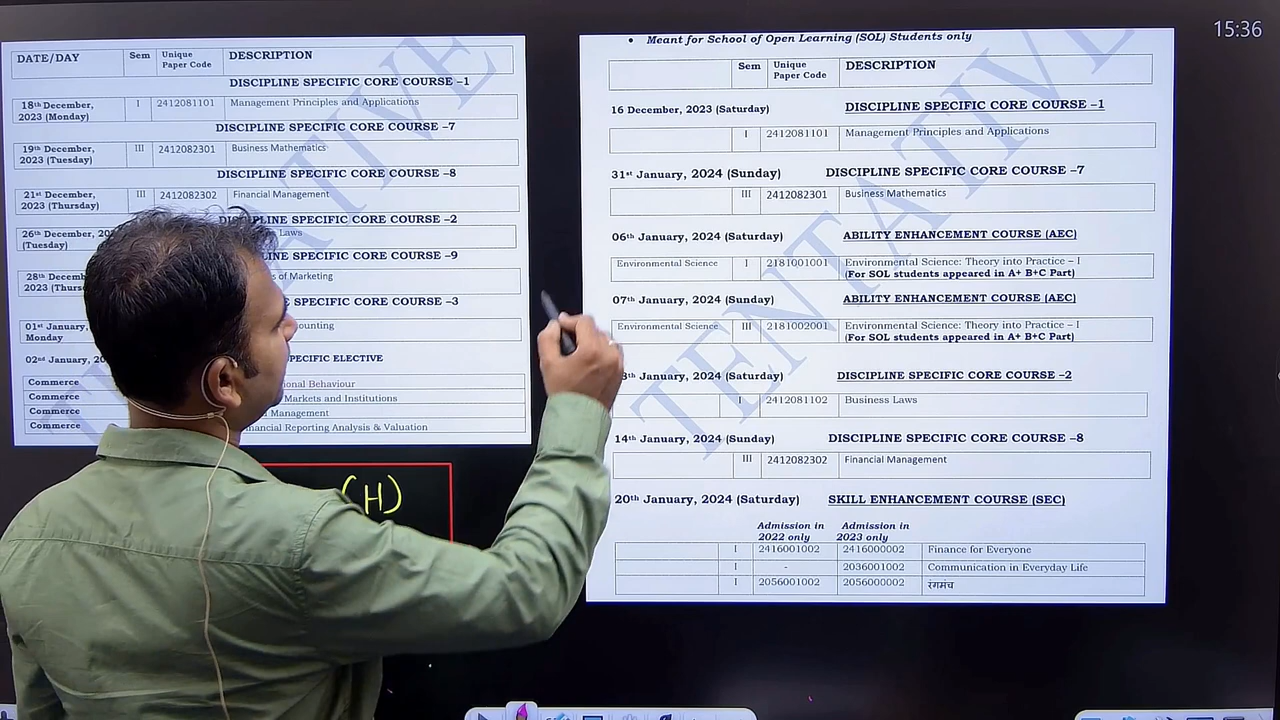 15:36
DATE/DAY Sem Unique Paper Code DESCRIPTION
DISCIPLINE SPECIFIC CORE COURSE –1
18th December, 2023 (Monday) I 2412081101 Management Principles and Applications
DISCIPLINE SPECIFIC CORE COURSE –7
19th December, 2023 (Tuesday) III 2412082301 Business Mathematics
DISCIPLINE SPECIFIC CORE COURSE –8
21st December, 2023 (Thursday) III 2412082302 Financial Management
SPECIFIC CORE COURSE –2
26th December, (Tuesday) Laws
SPECIFIC CORE COURSE –9
28th 2023 of Marketing
SPECIFIC CORE COURSE –3
01st January, Monday
02nd January, ELECTIVE
Commerce Behaviour
Commerce Markets and Institutions
Commerce Management
Commerce Reporting Analysis & Valuation
TENTATIVE
(H)
• Meant for School of Open Learning (SOL) Students only
Sem Unique Paper Code DESCRIPTION
16 December, 2023 (Saturday) DISCIPLINE SPECIFIC CORE COURSE –1
I 2412081101 Management Principles and Applications
31st January, 2024 (Sunday) DISCIPLINE SPECIFIC CORE COURSE –7
III 2412082301 Business Mathematics
06th January, 2024 (Saturday) ABILITY ENHANCEMENT COURSE (AEC)
Environmental Science I 2181001001 Environmental Science: Theory into Practice – I
(For SOL students appeared in A+ B+C Part)
07th January, 2024 (Sunday) ABILITY ENHANCEMENT COURSE (AEC)
Environmental Science III 2181002001 Environmental Science: Theory into Practice – I
(For SOL students appeared in A+ B+C Part)
January, 2024 (Saturday) DISCIPLINE SPECIFIC CORE COURSE –2
I 2412081102 Business Laws
14th January, 2024 (Sunday) DISCIPLINE SPECIFIC CORE COURSE –8
III 2412082302 Financial Management
20th January, 2024 (Saturday) SKILL ENHANCEMENT COURSE (SEC)
Admission in 2022 only Admission in 2023 only
I 2416001002 2416000002 Finance for Everyone
I - 2036001002 Communication in Everyday Life
I 2056001002 2056000002 रंगमंच
TENTATIVE